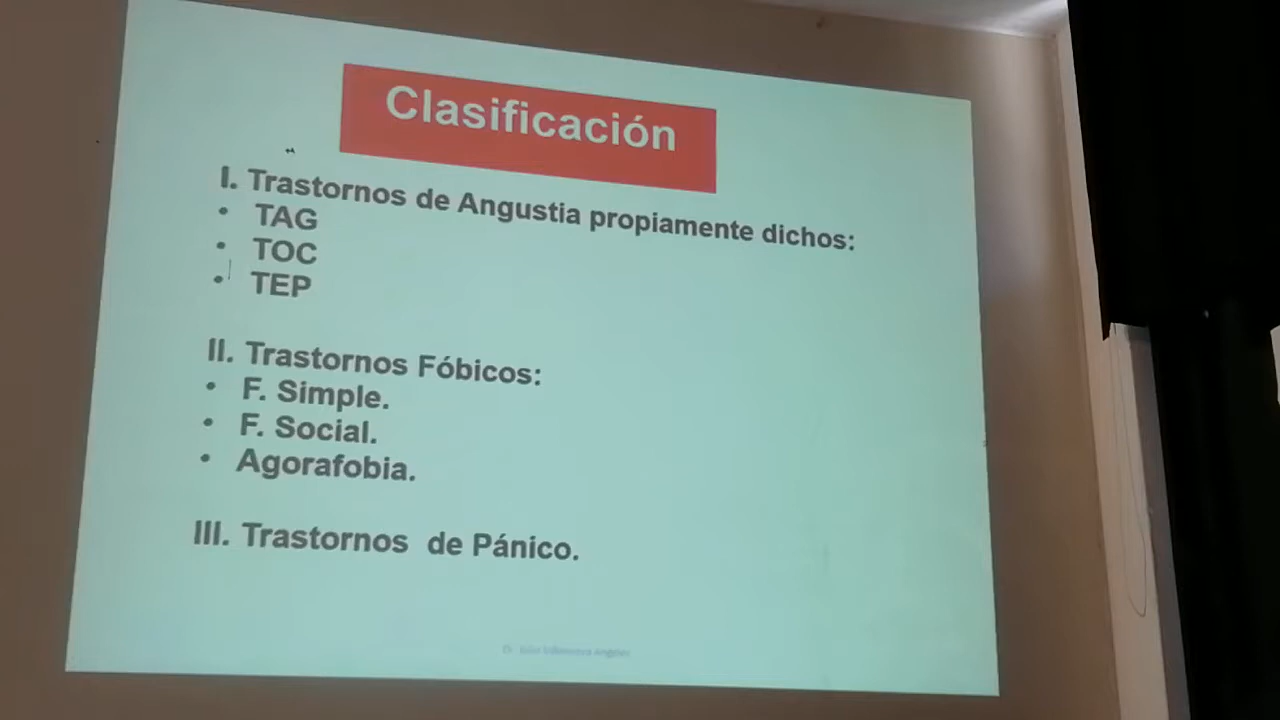 Clasificación
I. Trastornos de Angustia propiamente dichos:
• TAG
• TOC
• TEP
II. Trastornos Fóbicos:
• F. Simple.
• F. Social.
• Agorafobia.
III. Trastornos de Pánico.
Dr.